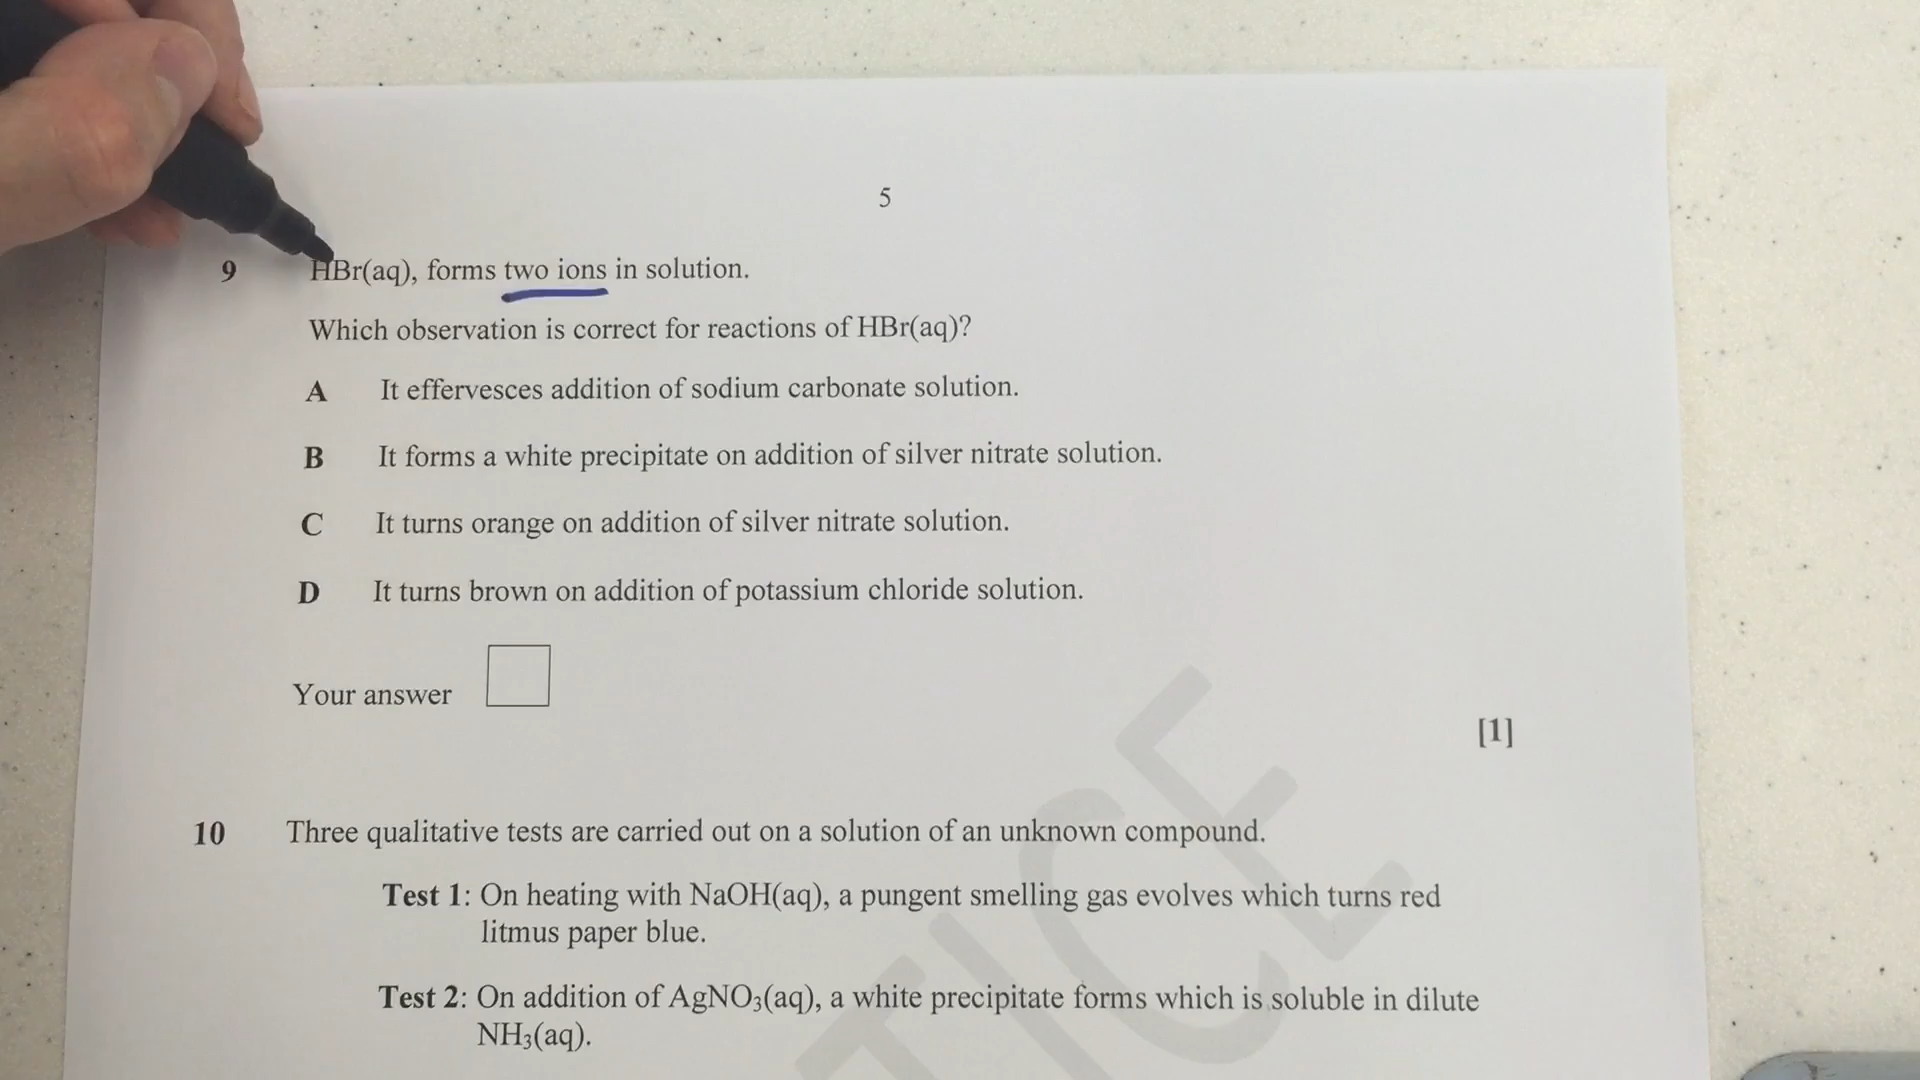 5
9 HBr(aq), forms two ions in solution.
Which observation is correct for reactions of HBr(aq)?
A It effervesces addition of sodium carbonate solution.
B It forms a white precipitate on addition of silver nitrate solution.
C It turns orange on addition of silver nitrate solution.
D It turns brown on addition of potassium chloride solution.
Your answer
[1]
10 Three qualitative tests are carried out on a solution of an unknown compound.
Test 1: On heating with NaOH(aq), a pungent smelling gas evolves which turns red
litmus paper blue.
Test 2: On addition of AgNO₃(aq), a white precipitate forms which is soluble in dilute
NH₃(aq).
TICE